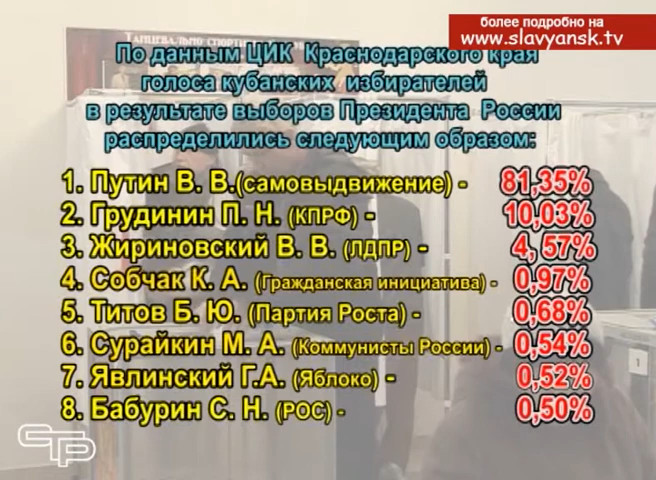 более подробно на
www.slavyansk.tv
По данным ЦИК Краснодарского края
голоса кубанских избирателей
в результате выборов Президента России
распределились следующим образом:
1. Путин В. В.(самовыдвижение) - 81,35%
2. Грудинин П. Н. (КПРФ) - 10,03%
3. Жириновский В. В. (ЛДПР) - 4, 57%
4. Собчак К. А. (Гражданская инициатива) - 0,97%
5. Титов Б. Ю. (Партия Роста) - 0,68%
6. Сурайкин М. А. (Коммунисты России) - 0,54%
7. Явлинский Г.А. (Яблоко) - 0,52%
8. Бабурин С. Н. (РОС) - 0,50%
1
СТР